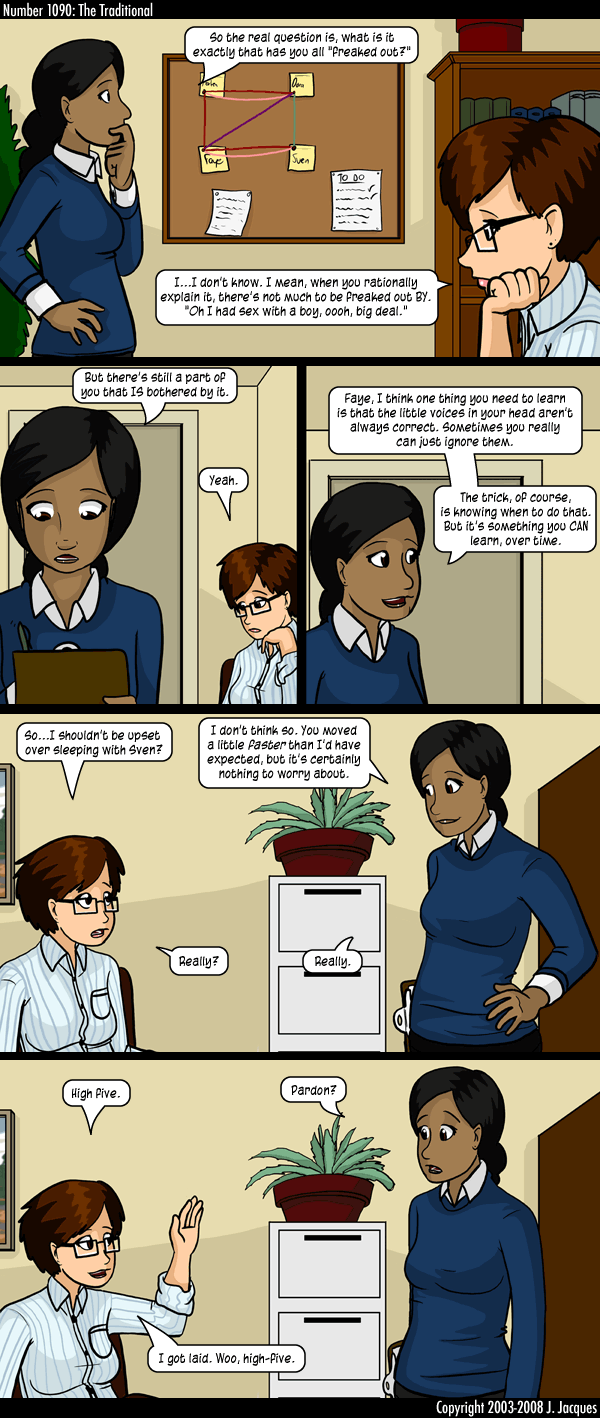 Number 1090: The Traditional
So the real question is, what is it
exactly that has you all "freaked out?"
Dora
Faye
Sven
TO DO
I...I don't know. I mean, when you rationally
explain it, there's not much to be freaked out BY.
"Oh I had sex with a boy, oooh, big deal."
But there's still a part of
you that IS bothered by it.
Yeah.
Faye, I think one thing you need to learn
is that the little voices in your head aren't
always correct. Sometimes you really
can just ignore them.
The trick, of course,
is knowing when to do that.
But it's something you CAN
learn, over time.
So...I shouldn't be upset
over sleeping with Sven?
I don't think so. You moved
a little faster than I'd have
expected, but it's certainly
nothing to worry about.
Really?
Really.
High five.
Pardon?
I got laid. Woo, high-five.
Copyright 2003-2008 J. Jacques